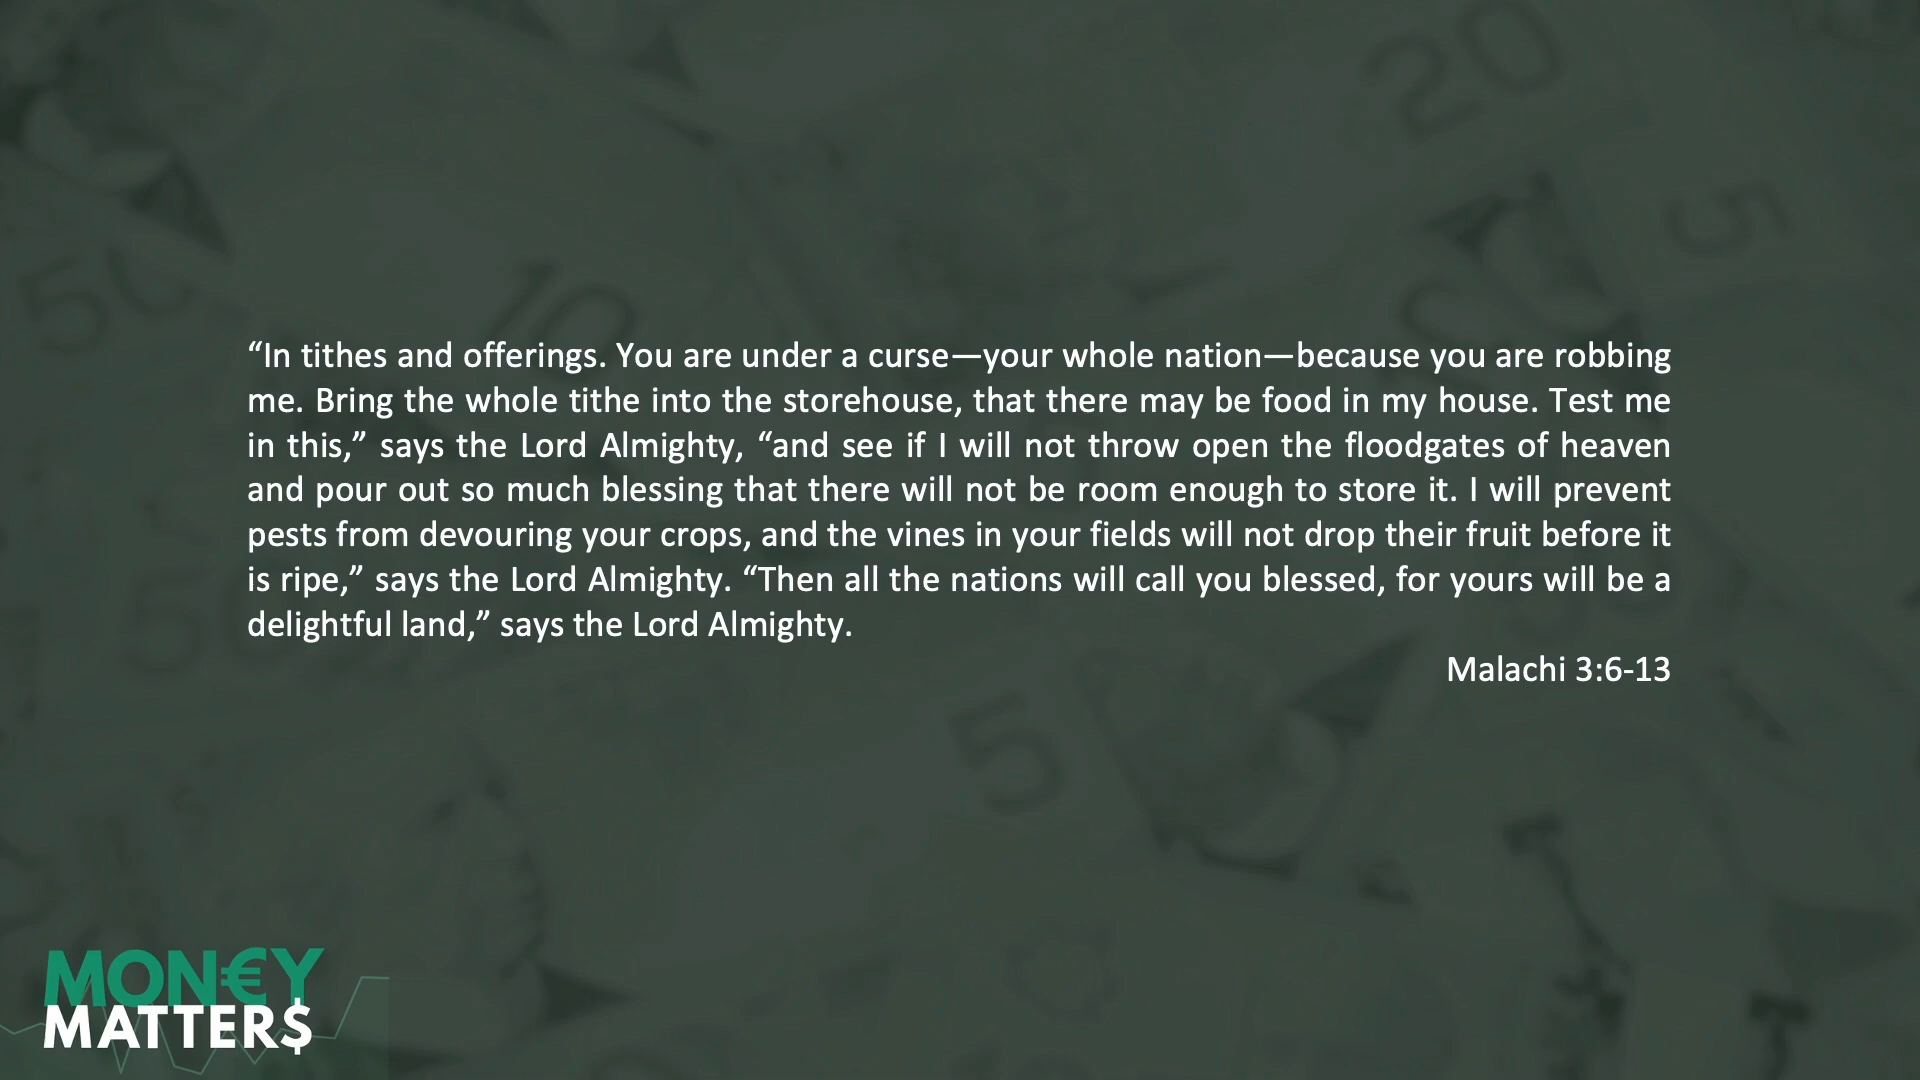 “In tithes and offerings. You are under a curse—your whole nation—because you are robbing
me. Bring the whole tithe into the storehouse, that there may be food in my house. Test me
in this,” says the Lord Almighty, “and see if I will not throw open the floodgates of heaven
and pour out so much blessing that there will not be room enough to store it. I will prevent
pests from devouring your crops, and the vines in your fields will not drop their fruit before it
is ripe,” says the Lord Almighty. “Then all the nations will call you blessed, for yours will be a
delightful land,” says the Lord Almighty.
Malachi 3:6-13
20
5
50
10
50
5
MON€Y
MATTER$